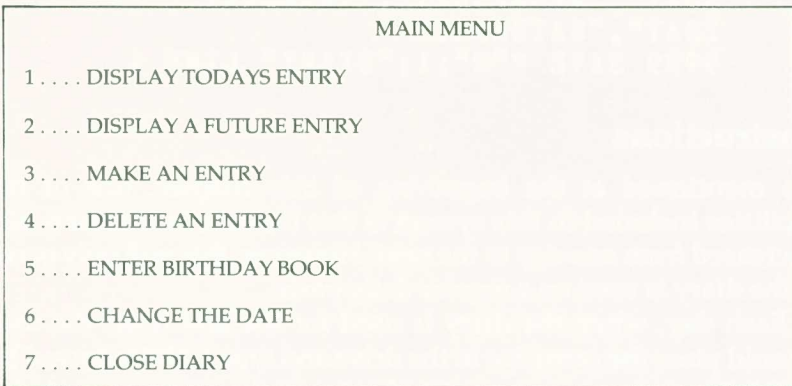 MAIN MENU
1 . . . . DISPLAY TODAYS ENTRY
2 . . . . DISPLAY A FUTURE ENTRY
3 . . . . MAKE AN ENTRY
4 . . . . DELETE AN ENTRY
5 . . . . ENTER BIRTHDAY BOOK
6 . . . . CHANGE THE DATE
7 . . . . CLOSE DIARY